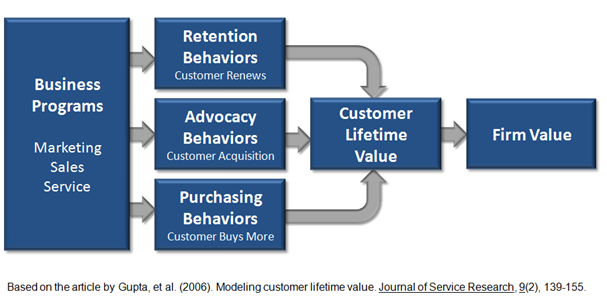 Business
Programs
Marketing
Sales
Service
Retention
Behaviors
Customer Renews
Advocacy
Behaviors
Customer Acquisition
Purchasing
Behaviors
Customer Buys More
Customer
Lifetime
Value
Firm Value
Based on the article by Gupta, et al. (2006). Modeling customer lifetime value. Journal of Service Research, 9(2), 139-155.